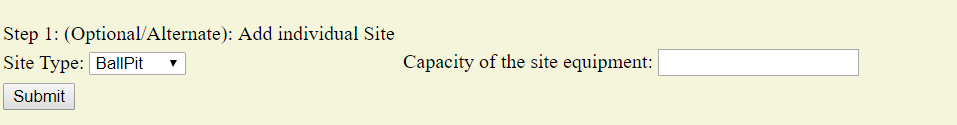 Step 1: (Optional/Alternate): Add individual Site
Site Type: BallPit Capacity of the site equipment:
Submit